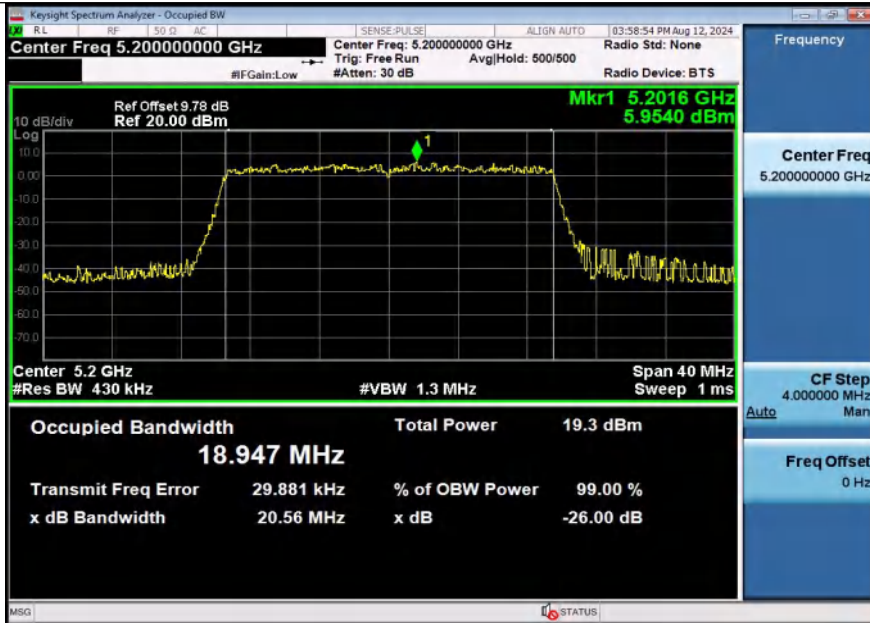 Keysight Spectrum Analyzer - Occupied BW
LXI RL RF 50 Ω AC SENSE:PULSE ALIGN AUTO 03:58:54 PM Aug 12, 2024
Center Freq 5.200000000 GHz
Center Freq: 5.200000000 GHz
Radio Std: None
Trig: Free Run Avg|Hold: 500/500
#IFGain:Low #Atten: 30 dB Radio Device: BTS
Frequency
Ref Offset 9.78 dB
Mkr1 5.2016 GHz
10 dB/div Ref 20.00 dBm 5.9540 dBm
Log
1
10.0
0.00
-10.0
-20.0
-30.0
-40.0
-50.0
-60.0
-70.0
Center Freq
5.200000000 GHz
Center 5.2 GHz Span 40 MHz
#Res BW 430 kHz #VBW 1.3 MHz Sweep 1 ms
CF Step
4.000000 MHz
Auto Man
Occupied Bandwidth Total Power 19.3 dBm
18.947 MHz
Transmit Freq Error 29.881 kHz % of OBW Power 99.00 %
x dB Bandwidth 20.56 MHz x dB -26.00 dB
Freq Offset
0 Hz
MSG STATUS